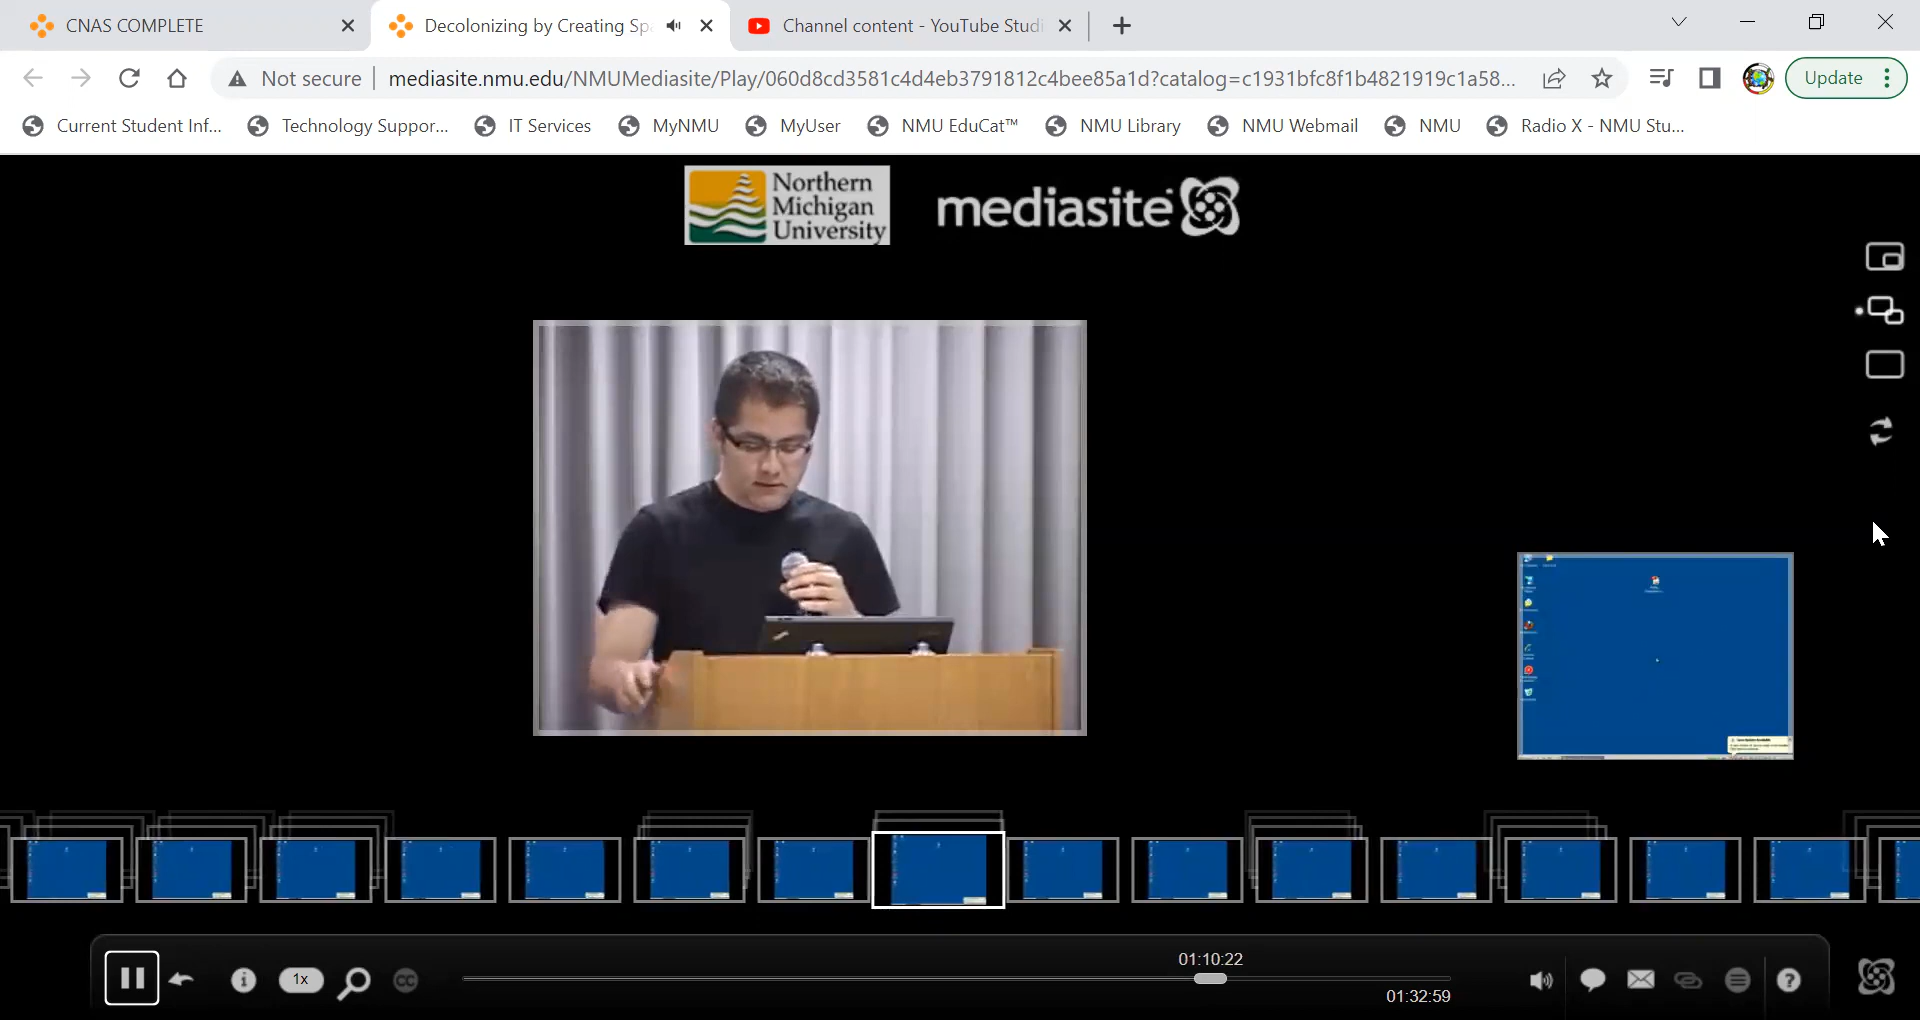 CNAS COMPLETE
Decolonizing by Creating Sp
Channel content - YouTube Studi
Not secure
mediasite.nmu.edu/NMUMediasite/Play/060d8cd3581c4d4eb3791812c4bee85a1d?catalog=c1931bfc8f1b4821919c1a58...
Update
Current Student Inf...
Technology Suppor...
IT Services
MyNMU
MyUser
NMU EduCat™
NMU Library
NMU Webmail
NMU
Radio X - NMU Stu...
Northern
Michigan
University
mediasite
1x
CC
01:10:22
01:32:59